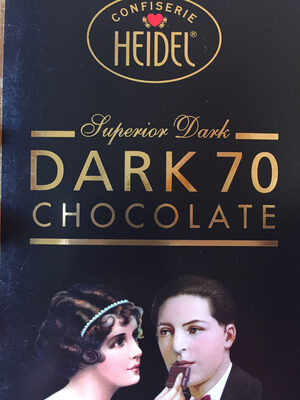 CONFISERIE
HEIDEL®
Superior Dark
DARK 70
CHOCOLATE